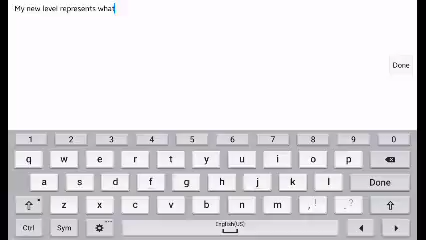 My new level represents what
Done
1 2 3 4 5 6 7 8 9 0
q w e r t y u i o p
a s d f g h j k l Done
z x c v b n m , ! . ?
Ctrl Sym English(US)